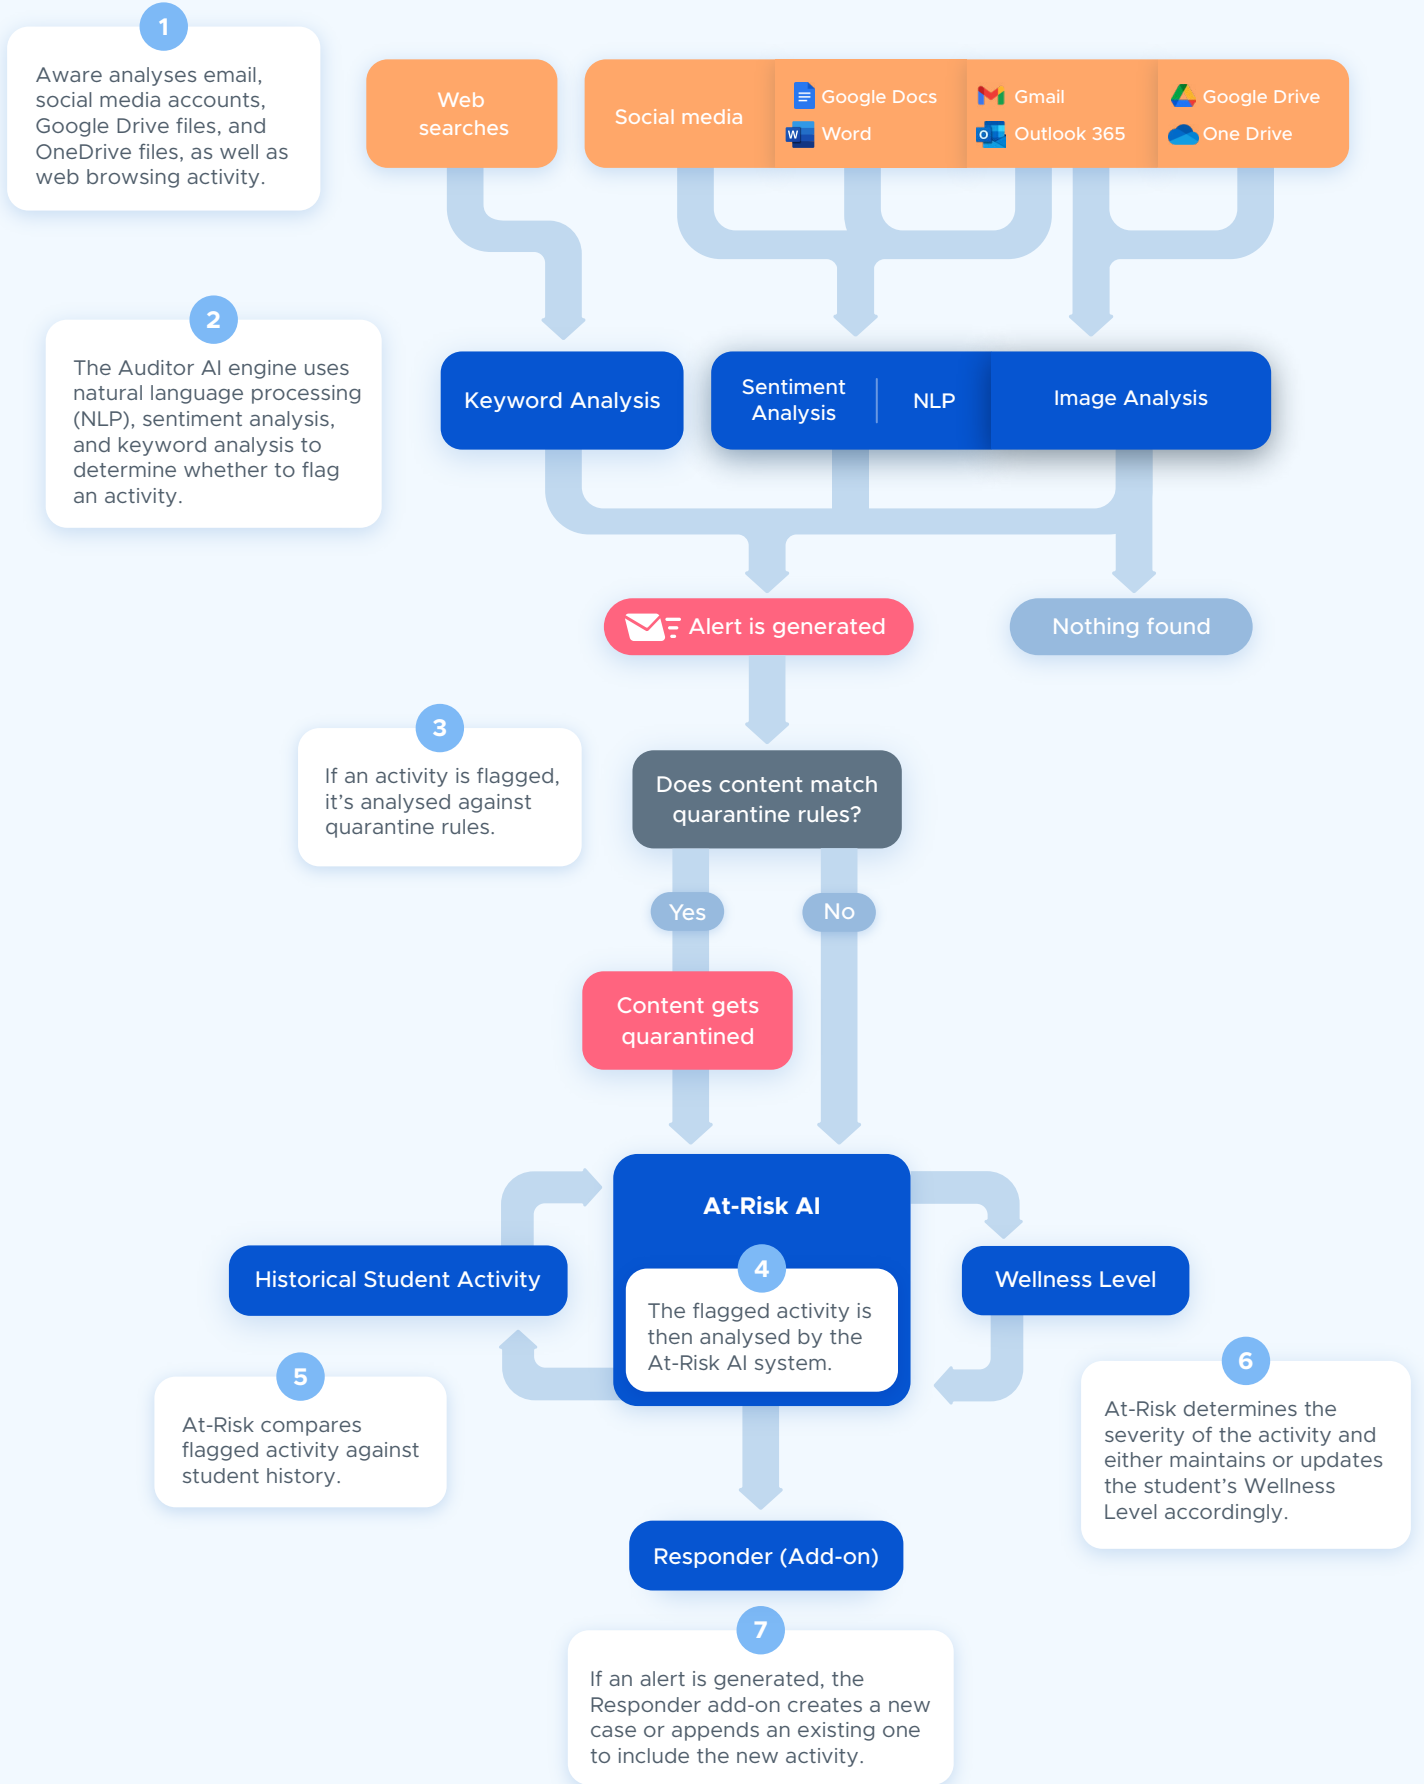 1
Aware analyses email,
social media accounts,
Google Drive files, and
OneDrive files, as well as
web browsing activity.
Web
searches
Social media
Google Docs
Word
Gmail
Outlook 365
Google Drive
One Drive
2
The Auditor AI engine uses
natural language processing
(NLP), sentiment analysis,
and keyword analysis to
determine whether to flag
an activity.
Keyword Analysis
Sentiment
Analysis
NLP
Image Analysis
Alert is generated
Nothing found
3
If an activity is flagged,
it's analysed against
quarantine rules.
Does content match
quarantine rules?
Yes
No
Content gets
quarantined
At-Risk AI
4
The flagged activity is
then analysed by the
At-Risk AI system.
Historical Student Activity
Wellness Level
5
At-Risk compares
flagged activity against
student history.
6
At-Risk determines the
severity of the activity and
either maintains or updates
the student's Wellness
Level accordingly.
Responder (Add-on)
7
If an alert is generated, the
Responder add-on creates a new
case or appends an existing one
to include the new activity.